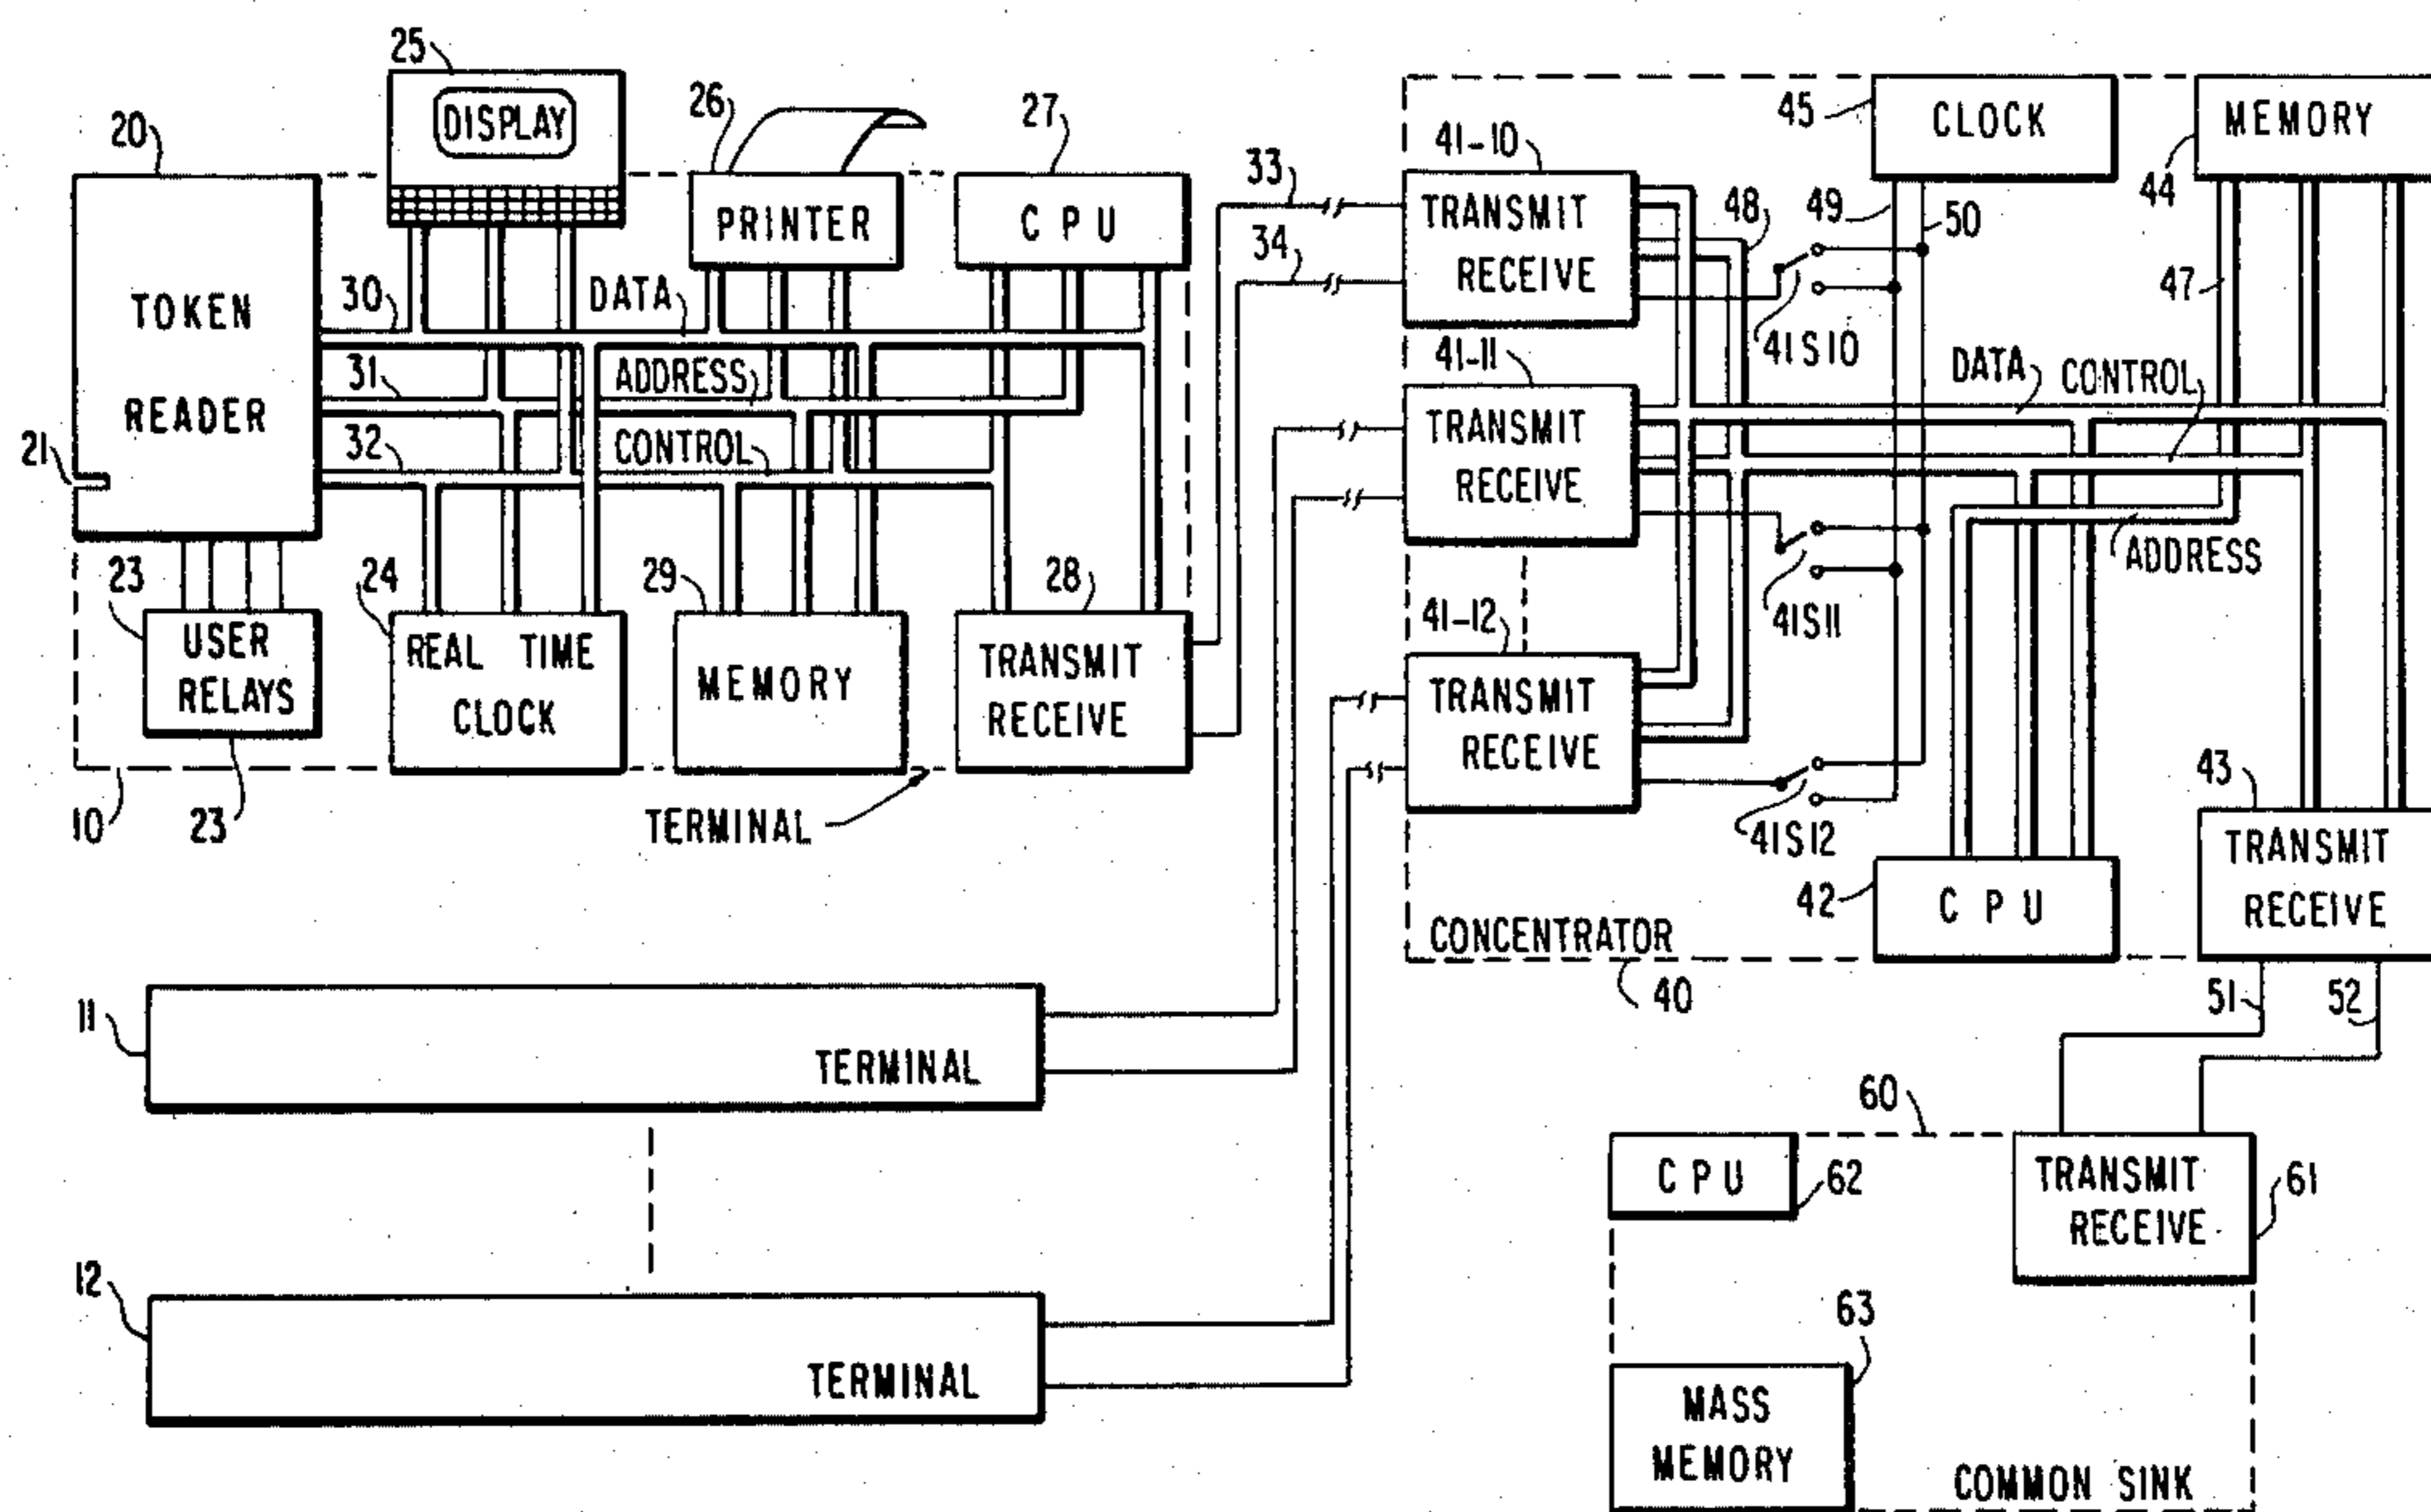 25
DISPLAY
20
26
27
TOKEN
READER
PRINTER
C P U
30
DATA
31
ADDRESS
32
CONTROL
21
23
USER
RELAYS
23
24
REAL TIME
CLOCK
29
MEMORY
28
TRANSMIT
RECEIVE
10
TERMINAL
33
34
11
TERMINAL
12
TERMINAL
41-10
TRANSMIT
RECEIVE
41-11
TRANSMIT
RECEIVE
41-12
TRANSMIT
RECEIVE
45
CLOCK
44
MEMORY
48
49
50
47
41S10
41S11
41S12
DATA
CONTROL
ADDRESS
42
C P U
43
TRANSMIT
RECEIVE
CONCENTRATOR
40
51
52
60
C P U
62
TRANSMIT
RECEIVE
61
63
MASS
MEMORY
COMMON SINK